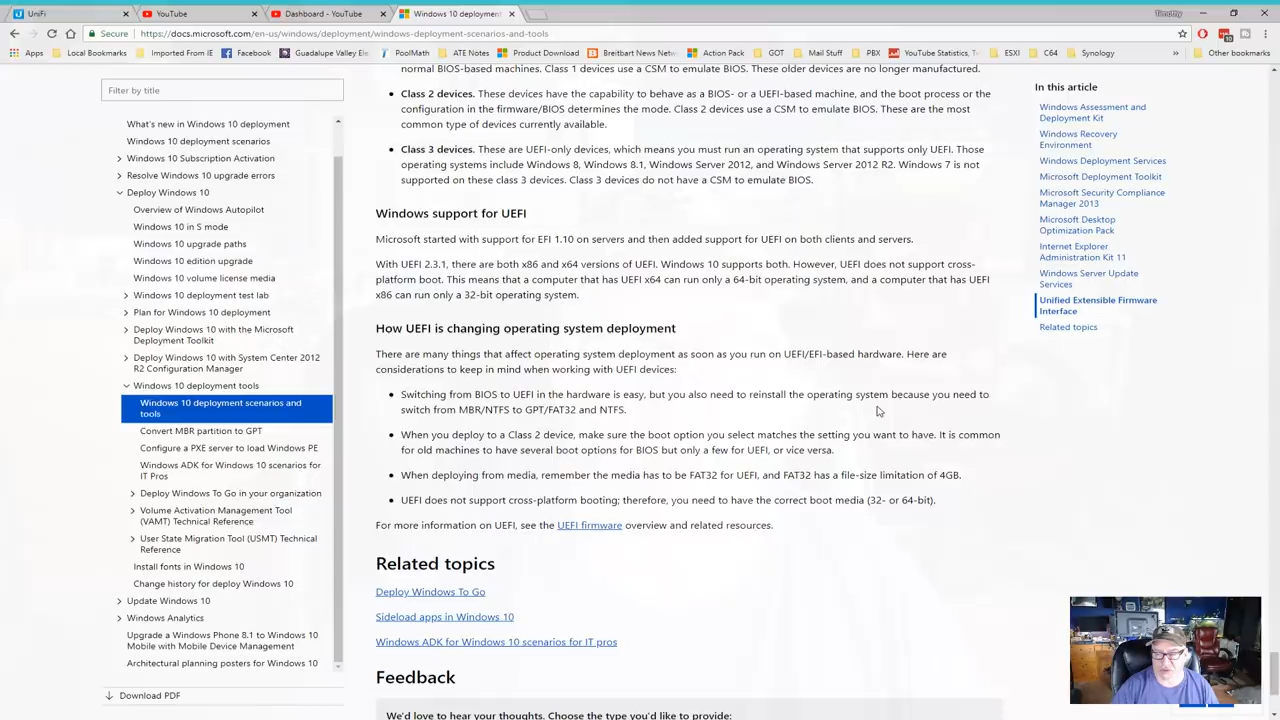 UniFi
YouTube
Dashboard - YouTube
Windows 10 deployment
Timothy
Secure
https://docs.microsoft.com/en-us/windows/deployment/windows-deployment-scenarios-and-tools
Apps
Local Bookmarks
Imported From IE
Facebook
Guadalupe Valley Ele
PoolMath
ATE Notes
Product Download
Breitbart News Netw
Action Pack
GOT
Mail Stuff
PBX
YouTube Statistics, T
ESXI
C64
Synology
»
Other bookmarks
Filter by title
What's new in Windows 10 deployment
Windows 10 deployment scenarios
Windows 10 Subscription Activation
Resolve Windows 10 upgrade errors
Deploy Windows 10
Overview of Windows Autopilot
Windows 10 in S mode
Windows 10 upgrade paths
Windows 10 edition upgrade
Windows 10 volume license media
Windows 10 deployment test lab
Plan for Windows 10 deployment
Deploy Windows 10 with the Microsoft
Deployment Toolkit
Deploy Windows 10 with System Center 2012
R2 Configuration Manager
Windows 10 deployment tools
Windows 10 deployment scenarios and
tools
Convert MBR partition to GPT
Configure a PXE server to load Windows PE
Windows ADK for Windows 10 scenarios for
IT Pros
Deploy Windows To Go in your organization
Volume Activation Management Tool
(VAMT) Technical Reference
User State Migration Tool (USMT) Technical
Reference
Install fonts in Windows 10
Change history for deploy Windows 10
Update Windows 10
Windows Analytics
Upgrade a Windows Phone 8.1 to Windows 10
Mobile with Mobile Device Management
Architectural planning posters for Windows 10
Download PDF
normal BIOS-based machines. Class 1 devices use a CSM to emulate BIOS. These older devices are no longer manufactured.
• Class 2 devices. These devices have the capability to behave as a BIOS- or a UEFI-based machine, and the boot process or the
configuration in the firmware/BIOS determines the mode. Class 2 devices use a CSM to emulate BIOS. These are the most
common type of devices currently available.
• Class 3 devices. These are UEFI-only devices, which means you must run an operating system that supports only UEFI. Those
operating systems include Windows 8, Windows 8.1, Windows Server 2012, and Windows Server 2012 R2. Windows 7 is not
supported on these class 3 devices. Class 3 devices do not have a CSM to emulate BIOS.
Windows support for UEFI
Microsoft started with support for EFI 1.10 on servers and then added support for UEFI on both clients and servers.
With UEFI 2.3.1, there are both x86 and x64 versions of UEFI. Windows 10 supports both. However, UEFI does not support cross-
platform boot. This means that a computer that has UEFI x64 can run only a 64-bit operating system, and a computer that has UEFI
x86 can run only a 32-bit operating system.
How UEFI is changing operating system deployment
There are many things that affect operating system deployment as soon as you run on UEFI/EFI-based hardware. Here are
considerations to keep in mind when working with UEFI devices:
• Switching from BIOS to UEFI in the hardware is easy, but you also need to reinstall the operating system because you need to
switch from MBR/NTFS to GPT/FAT32 and NTFS.
• When you deploy to a Class 2 device, make sure the boot option you select matches the setting you want to have. It is common
for old machines to have several boot options for BIOS but only a few for UEFI, or vice versa.
• When deploying from media, remember the media has to be FAT32 for UEFI, and FAT32 has a file-size limitation of 4GB.
• UEFI does not support cross-platform booting; therefore, you need to have the correct boot media (32- or 64-bit).
For more information on UEFI, see the UEFI firmware overview and related resources.
Related topics
Deploy Windows To Go
Sideload apps in Windows 10
Windows ADK for Windows 10 scenarios for IT pros
Feedback
We'd love to hear your thoughts. Choose the type you'd like to provide:
In this article
Windows Assessment and
Deployment Kit
Windows Recovery
Environment
Windows Deployment Services
Microsoft Deployment Toolkit
Microsoft Security Compliance
Manager 2013
Microsoft Desktop
Optimization Pack
Internet Explorer
Administration Kit 11
Windows Server Update
Services
Unified Extensible Firmware
Interface
Related topics